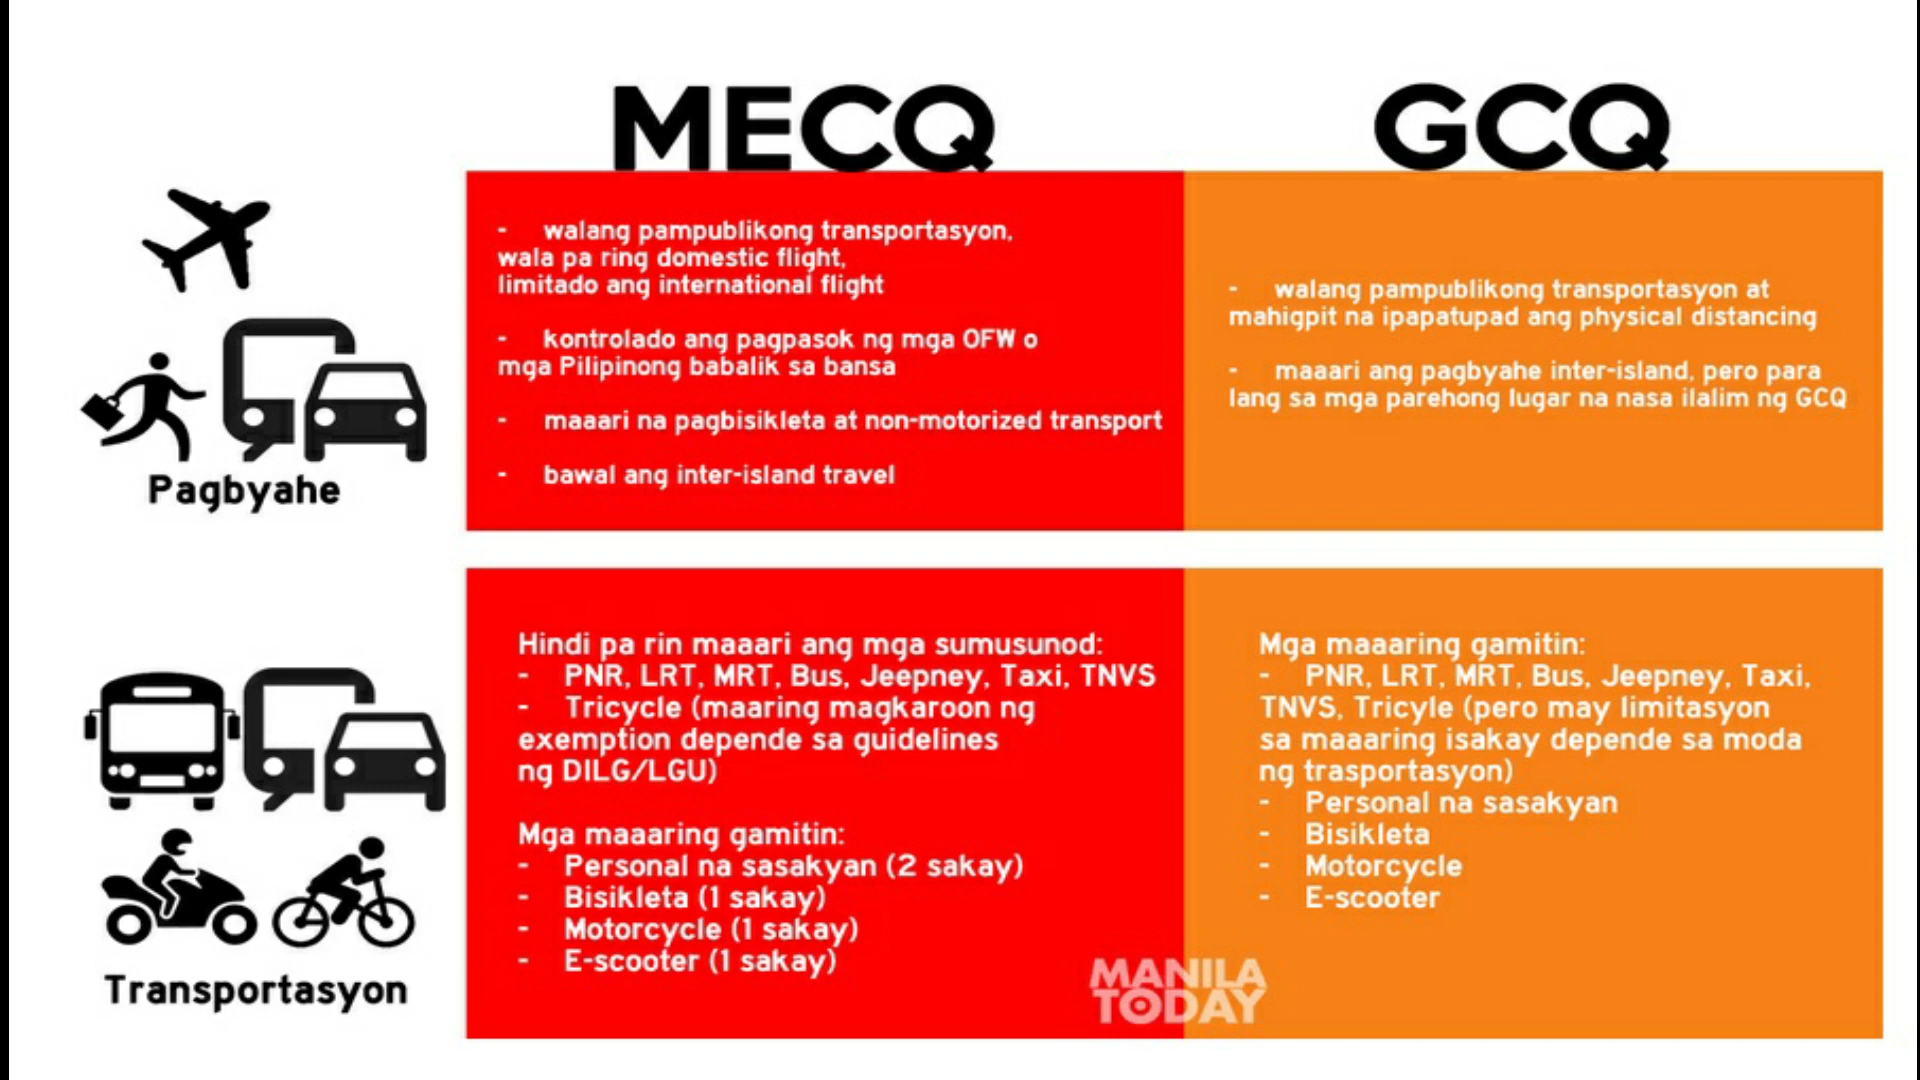 MECQ
GCQ
- walang pampublikong transportasyon,
wala pa ring domestic flight,
limitado ang international flight
- kontrolado ang pagpasok ng mga OFW o
mga Pilipinong babalik sa bansa
- maaari na pagbisikleta at non-motorized transport
- bawal ang inter-island travel
- walang pampublikong transportasyon at
mahigpit na ipapatupad ang physical distancing
- maaari ang pagbyahe inter-island, pero para
lang sa mga parehong lugar na nasa ilalim ng GCQ
Pagbyahe
Hindi pa rin maaari ang mga sumusunod:
- PNR, LRT, MRT, Bus, Jeepney, Taxi, TNVS
- Tricycle (maaring magkaroon ng
exemption depende sa guidelines
ng DILG/LGU)
Mga maaaring gamitin:
- Personal na sasakyan (2 sakay)
- Bisikleta (1 sakay)
- Motorcycle (1 sakay)
- E-scooter (1 sakay)
Mga maaaring gamitin:
- PNR, LRT, MRT, Bus, Jeepney, Taxi,
TNVS, Tricyle (pero may limitasyon
sa maaaring isakay depende sa moda
ng trasportasyon)
- Personal na sasakyan
- Bisikleta
- Motorcycle
- E-scooter
Transportasyon
MANILA
TODAY